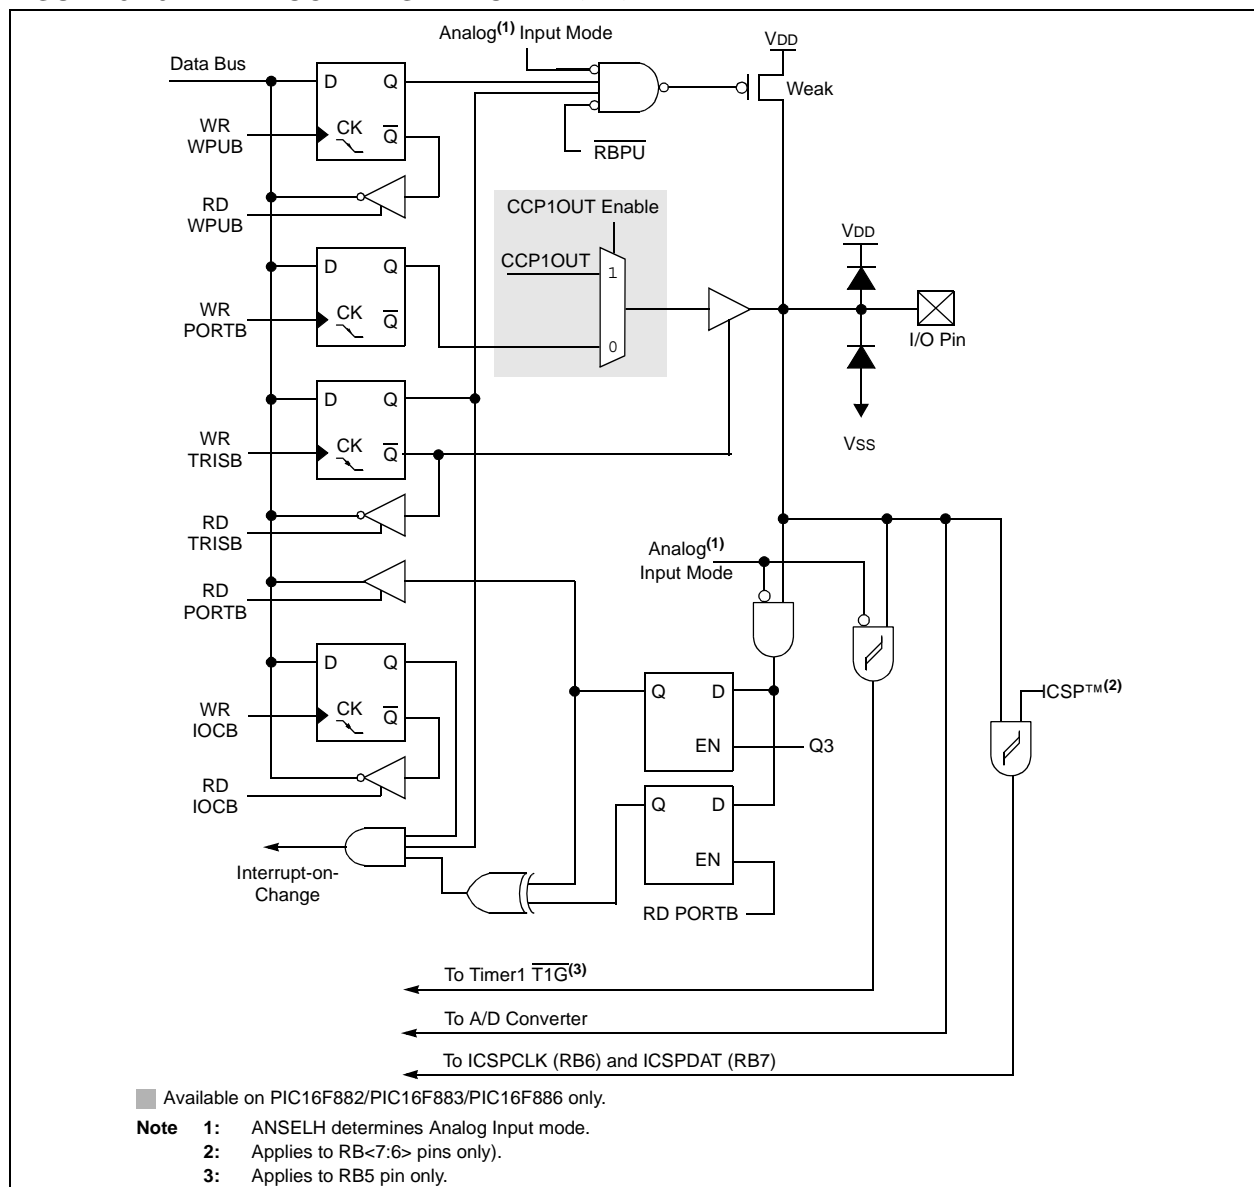 Analog(1) Input Mode
VDD
Data Bus
D Q
Weak
WR
WPUB
CK Q
RBPU
RD
WPUB
CCP1OUT Enable
VDD
CCP1OUT
D Q
1
WR
PORTB
CK Q
0
I/O Pin
D Q
WR
TRISB
CK Q
VSS
RD
TRISB
Analog(1)
Input Mode
RD
PORTB
D Q
Q D
ICSP™(2)
WR
IOCB
CK Q
EN
Q3
RD
IOCB
Q D
EN
Interrupt-on-
Change
RD PORTB
To Timer1 T1G(3)
To A/D Converter
To ICSPCLK (RB6) and ICSPDAT (RB7)
Available on PIC16F882/PIC16F883/PIC16F886 only.
Note 1: ANSELH determines Analog Input mode.
2: Applies to RB<7:6> pins only).
3: Applies to RB5 pin only.